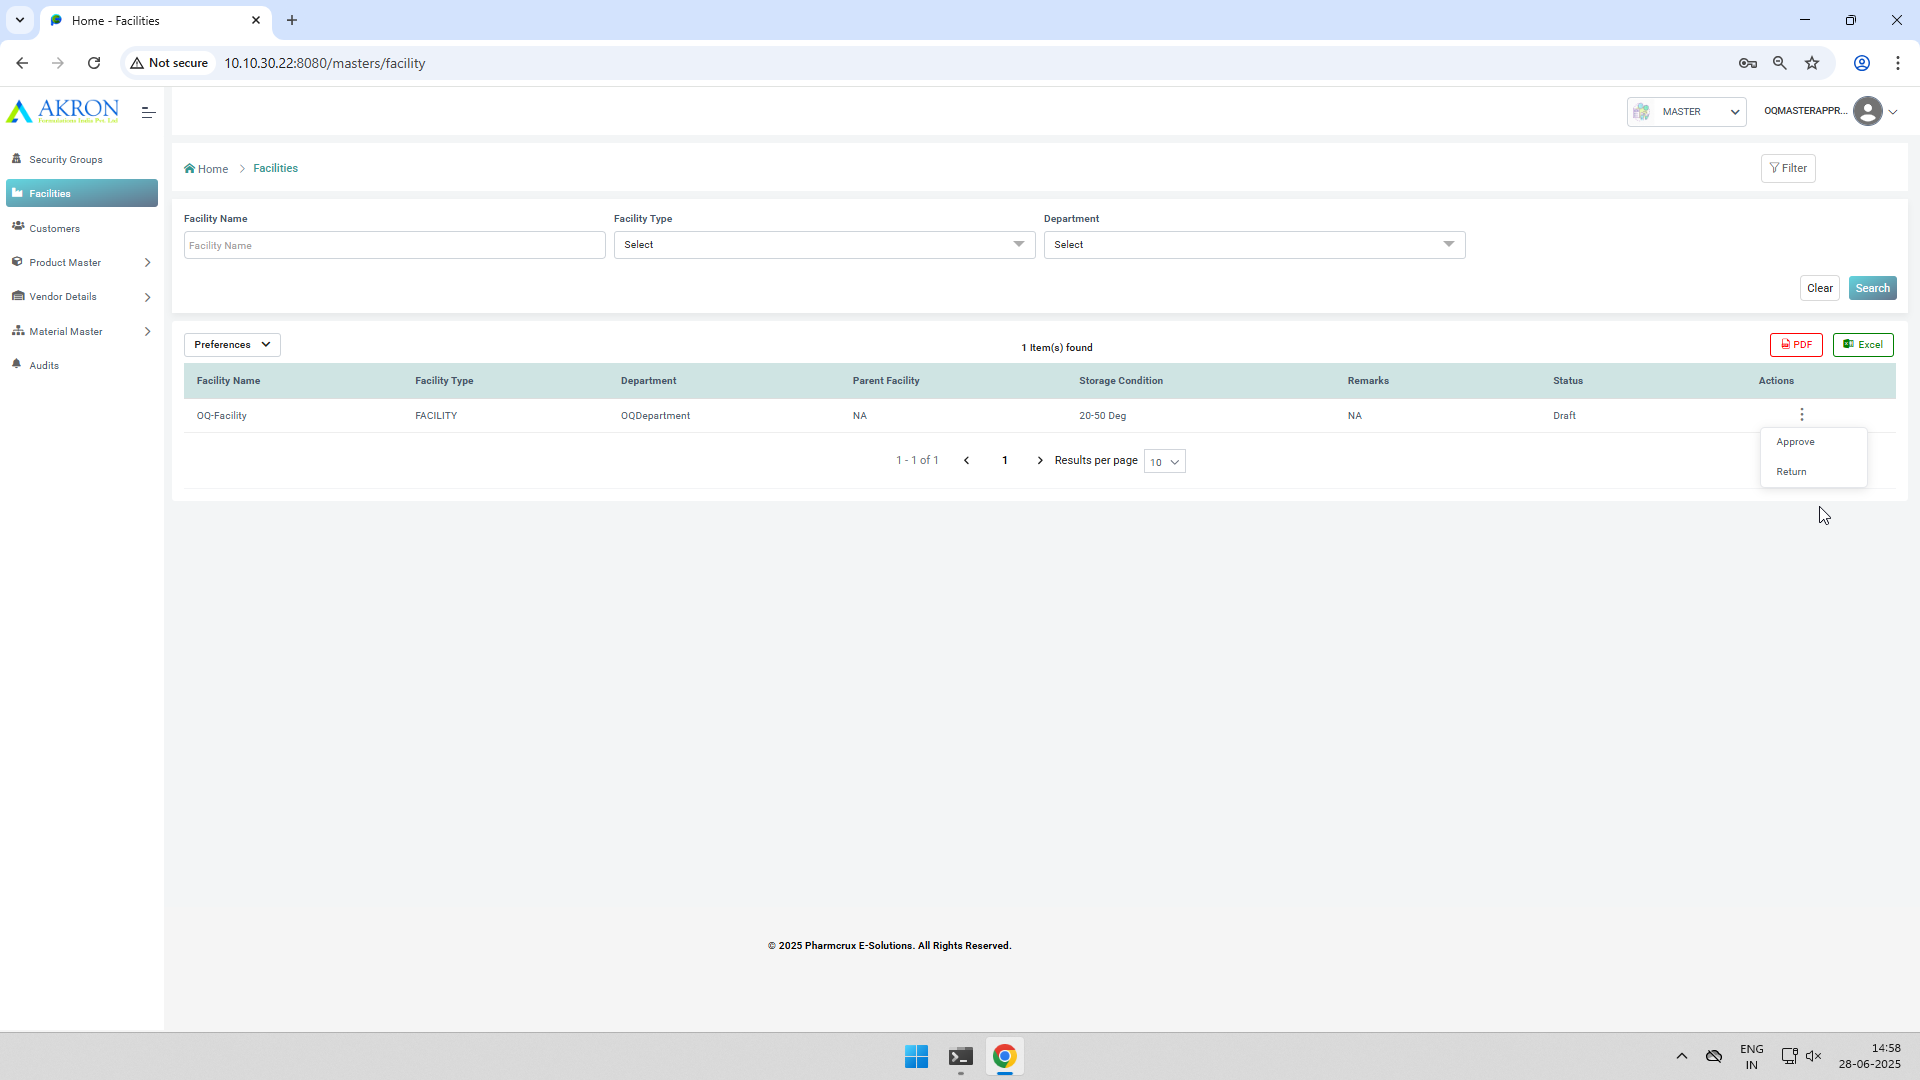 Home - Facilities
Not secure
10.10.30.22:8080/masters/facility
AKRON
Formulations India Pvt. Ltd
MASTER
OQMASTERAPPR...
Security Groups
Facilities
Customers
Product Master
Vendor Details
Material Master
Audits
Home > Facilities
Filter
Facility Name Facility Type Department
Facility Name Select Select
Clear Search
Preferences 1 Item(s) found PDF Excel
Facility Name Facility Type Department Parent Facility Storage Condition Remarks Status Actions
OQ-Facility FACILITY OQDepartment NA 20-50 Deg NA Draft
Approve
Return
1 - 1 of 1 1 Results per page 10
© 2025 Pharmcrux E-Solutions. All Rights Reserved.
ENG
IN
14:58
28-06-2025